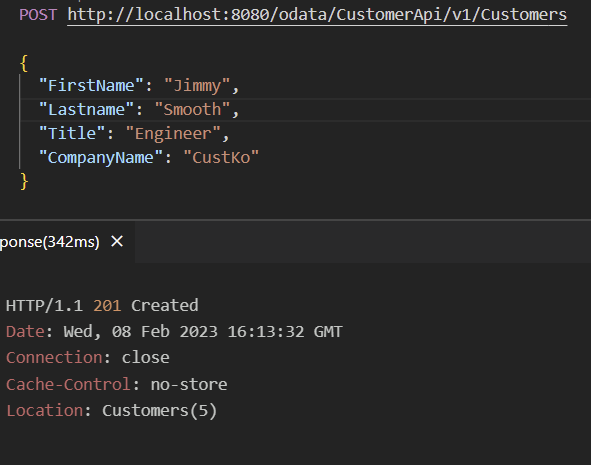 POST http://localhost:8080/odata/CustomerApi/v1/Customers
{
"FirstName": "Jimmy",
"Lastname": "Smooth",
"Title": "Engineer",
"CompanyName": "CustKo"
}
ponse(342ms) ×
HTTP/1.1 201 Created
Date: Wed, 08 Feb 2023 16:13:32 GMT
Connection: close
Cache-Control: no-store
Location: Customers(5)